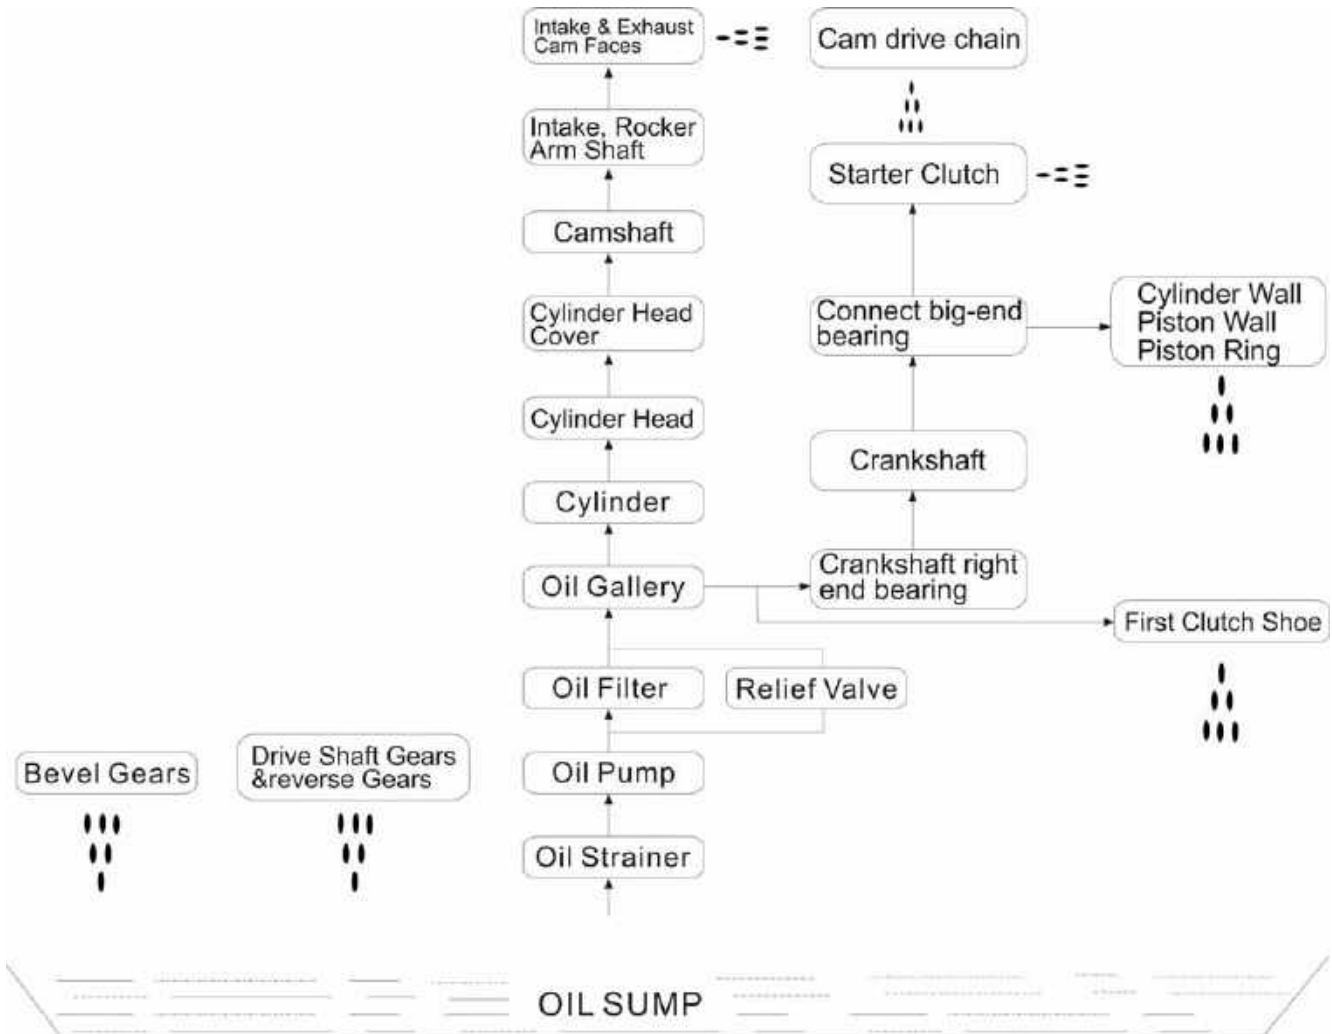 Intake & Exhaust
Cam Faces
Cam drive chain
Intake, Rocker
Arm Shaft
Starter Clutch
Camshaft
Cylinder Head
Cover
Connect big-end
bearing
Cylinder Wall
Piston Wall
Piston Ring
Cylinder Head
Crankshaft
Cylinder
Oil Gallery
Crankshaft right
end bearing
First Clutch Shoe
Oil Filter
Relief Valve
Bevel Gears
Drive Shaft Gears
&reverse Gears
Oil Pump
Oil Strainer
OIL SUMP